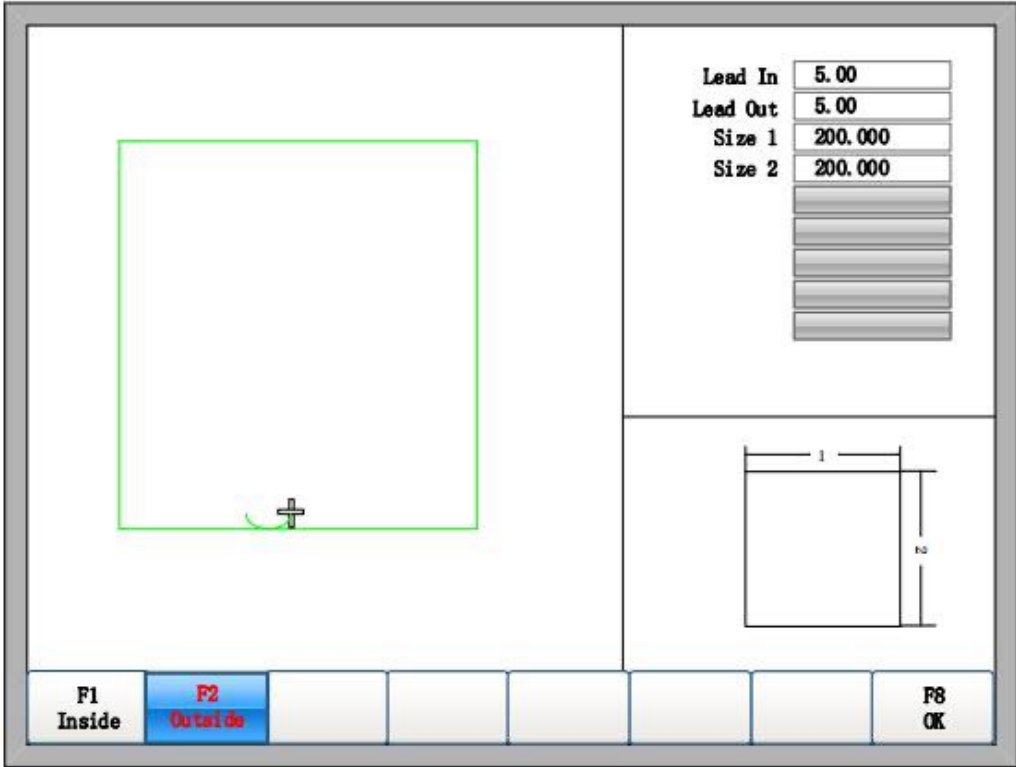 Lead In 5.00
Lead Out 5.00
Size 1 200.000
Size 2 200.000
1
2
F1 F2 F8
Inside Outside OK